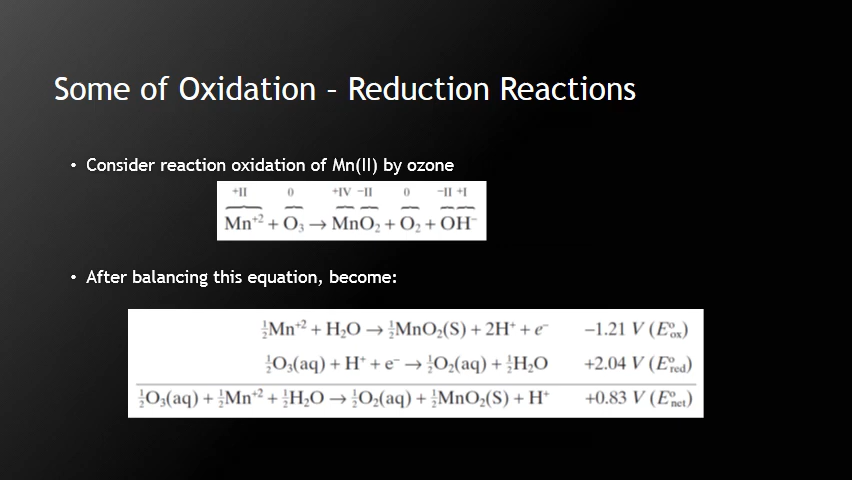 Some of Oxidation – Reduction Reactions
• Consider reaction oxidation of Mn(II) by ozone
+II 0 +IV –II 0 –II +I
Mn⁺² + O₃ → MnO₂ + O₂ + OH⁻
• After balancing this equation, become:
½Mn⁺² + H₂O → ½MnO₂(S) + 2H⁺ + e⁻ –1.21 V (E°ox)
½O₃(aq) + H⁺ + e⁻ → ½O₂(aq) + ½H₂O +2.04 V (E°red)
½O₃(aq) + ½Mn⁺² + ½H₂O → ½O₂(aq) + ½MnO₂(S) + H⁺ +0.83 V (E°net)